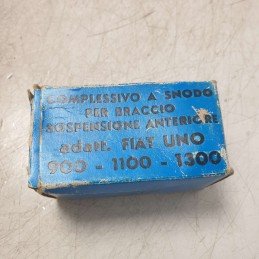 COMPLESSIVO A SNODO
PER BRACCIO
SOSPENSIONE ANTERIORE
adatt. FIAT UNO
900 - 1100 - 1300